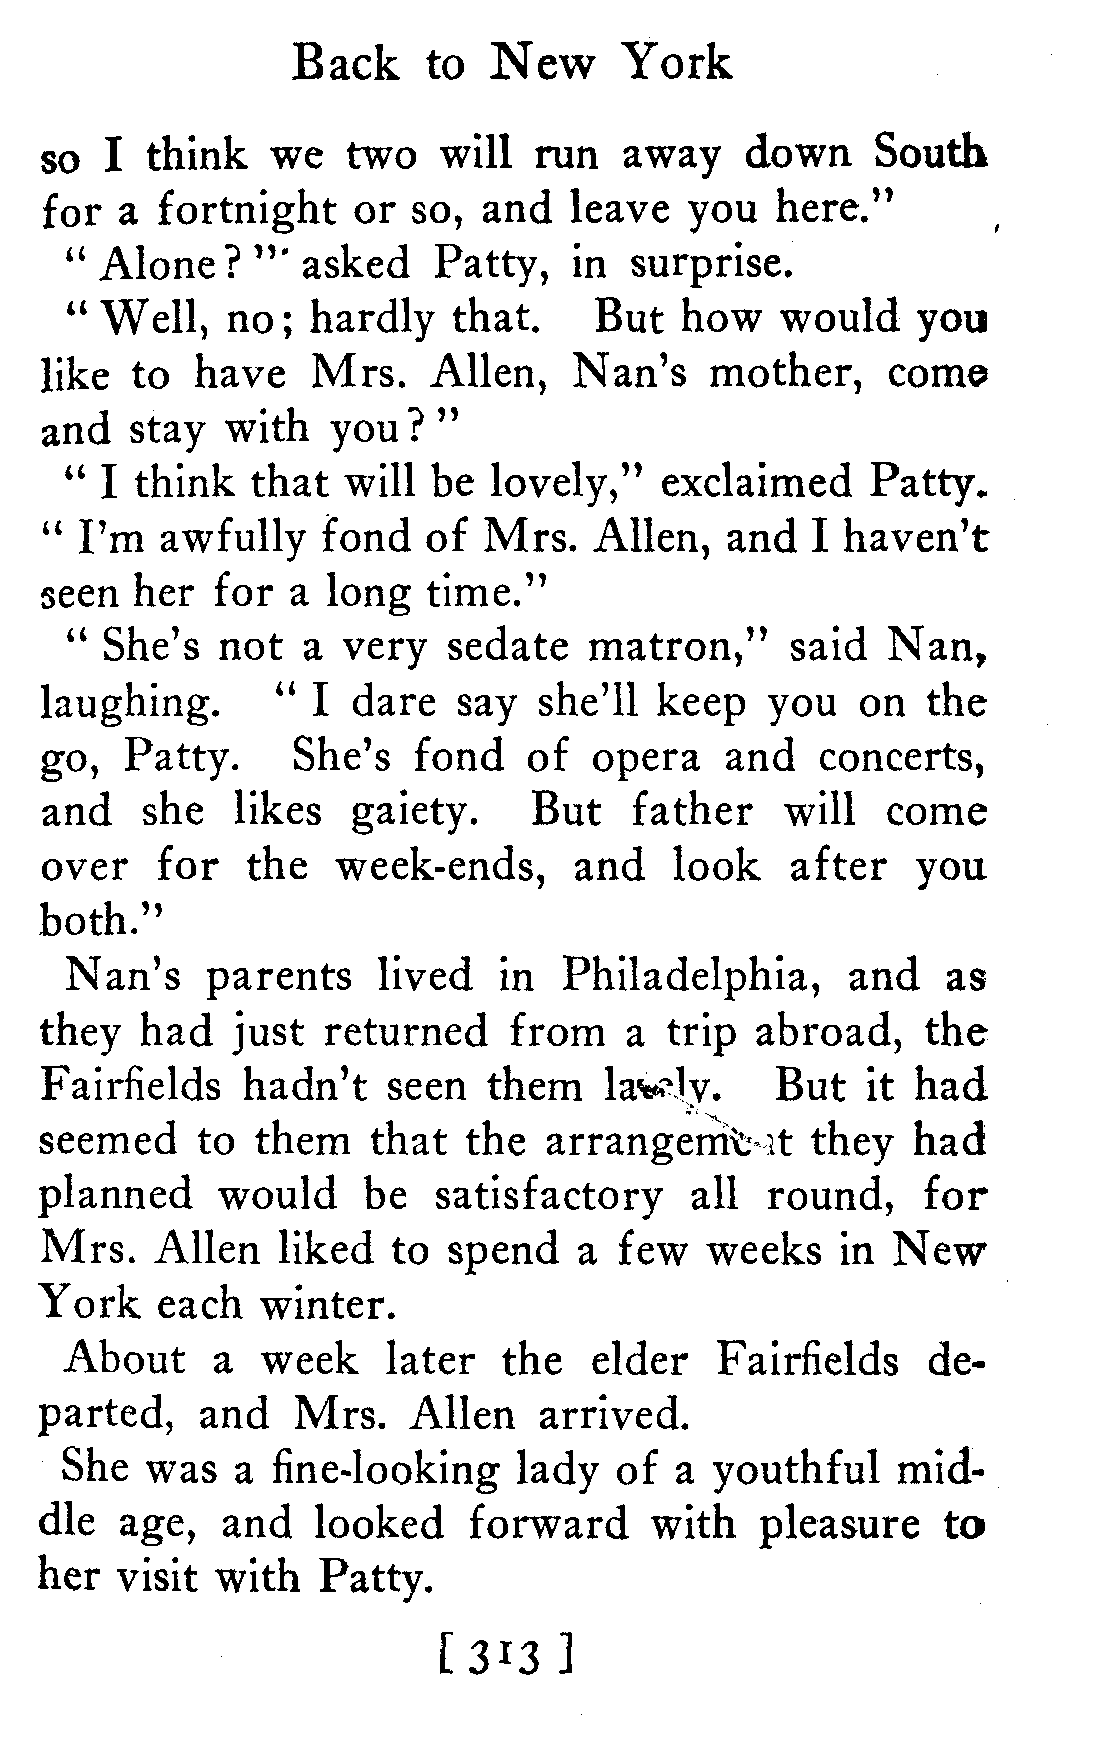 Back to New York
so I think we two will run away down South
for a fortnight or so, and leave you here."
" Alone? " asked Patty, in surprise.
" Well, no; hardly that. But how would you
like to have Mrs. Allen, Nan's mother, come
and stay with you? "
" I think that will be lovely," exclaimed Patty.
" I'm awfully fond of Mrs. Allen, and I haven't
seen her for a long time."
" She's not a very sedate matron," said Nan,
laughing. " I dare say she'll keep you on the
go, Patty. She's fond of opera and concerts,
and she likes gaiety. But father will come
over for the week-ends, and look after you
both."
Nan's parents lived in Philadelphia, and as
they had just returned from a trip abroad, the
Fairfields hadn't seen them lately. But it had
seemed to them that the arrangement they had
planned would be satisfactory all round, for
Mrs. Allen liked to spend a few weeks in New
York each winter.
About a week later the elder Fairfields de-
parted, and Mrs. Allen arrived.
She was a fine-looking lady of a youthful mid-
dle age, and looked forward with pleasure to
her visit with Patty.
[ 313 ]